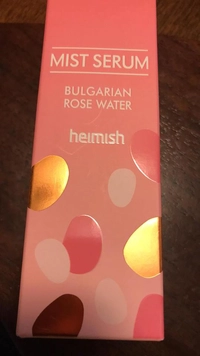 MIST SERUM
BULGARIAN
ROSE WATER
heimish